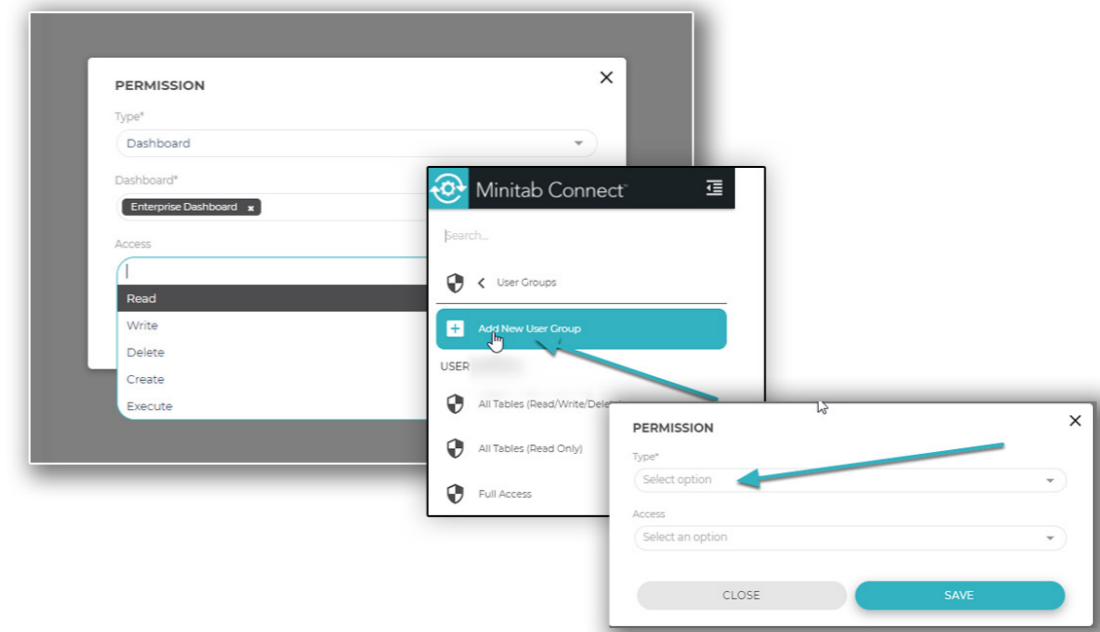 PERMISSION
Type*
Dashboard
Dashboard*
Enterprise Dashboard x
Access
Read
Write
Delete
Create
Execute
Minitab Connect™
Search...
User Groups
Add New User Group
USER
All Tables (Read/Write/Delete)
All Tables (Read Only)
Full Access
PERMISSION
Type*
Select option
Access
Select an option
CLOSE SAVE